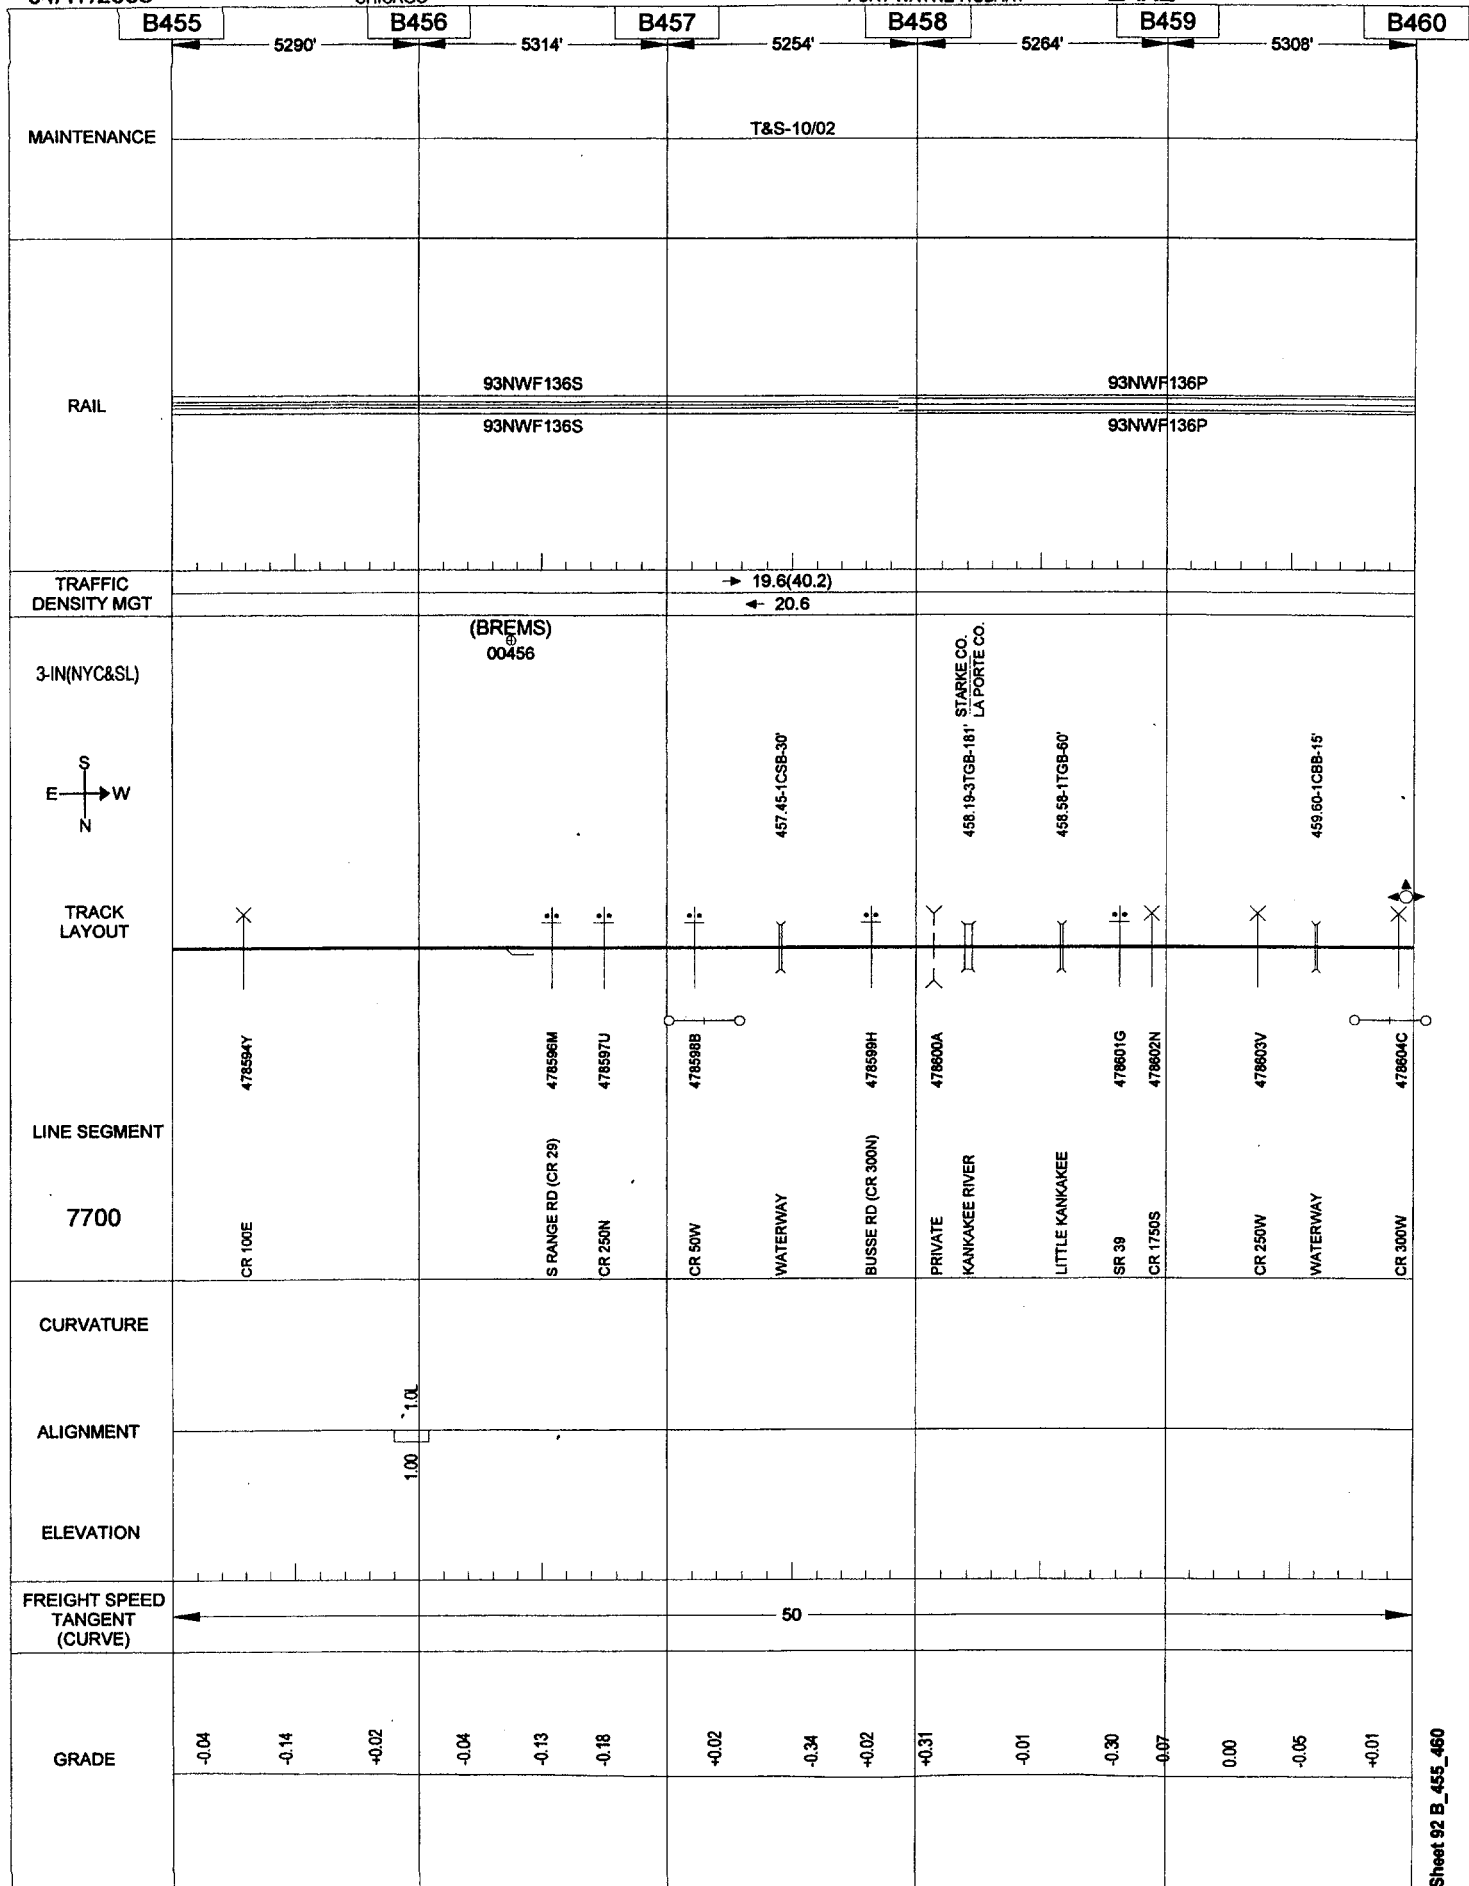 B455 B456 B457 B458 B459 B460
5290' 5314' 5254' 5264' 5308'
MAINTENANCE
T&S-10/02
RAIL
93NWF136S 93NWF136P
93NWF136S 93NWF136P
TRAFFIC
DENSITY MGT
19.6(40.2)
20.6
3-IN(NYC&SL)
(BREMS)
00456
STARKE CO.
LA PORTE CO.
S
E W
N
457.45-1CSB-30'
458.19-3TGB-181'
458.58-1TGB-60'
459.60-1CBB-15'
TRACK
LAYOUT
478594Y
478596M
478597U
478598B
478599H
478600A
478601G
478602N
478603V
478604C
LINE SEGMENT
7700
CR 100E
S RANGE RD (CR 29)
CR 250N
CR 50W
WATERWAY
BUSSE RD (CR 300N)
PRIVATE
KANKAKEE RIVER
LITTLE KANKAKEE
SR 39
CR 1750S
CR 250W
WATERWAY
CR 300W
CURVATURE
ALIGNMENT
1.0L
1.00
ELEVATION
FREIGHT SPEED
TANGENT
(CURVE)
50
GRADE
-0.04
-0.14
+0.02
-0.04
-0.13
-0.18
+0.02
-0.34
+0.02
+0.31
-0.01
-0.30
-0.07
0.00
-0.05
+0.01
Sheet 92 B_455_460